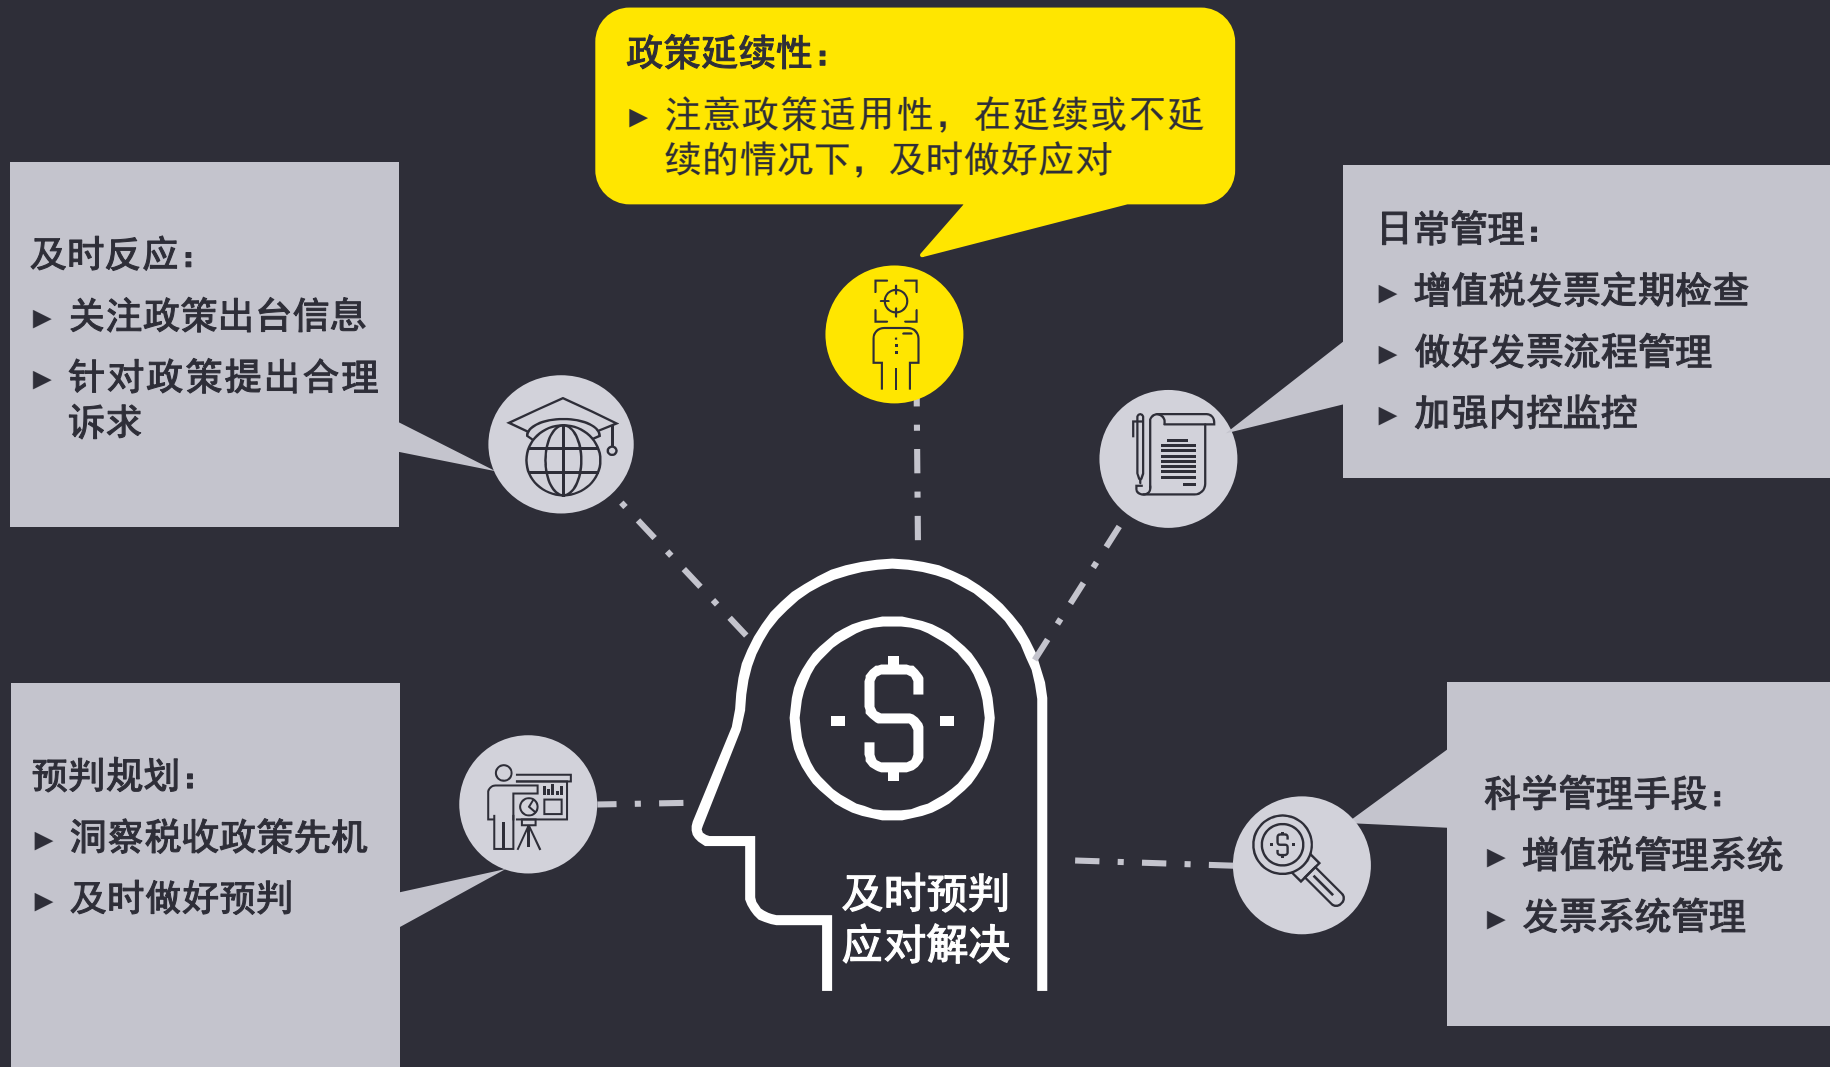 政策延续性：
► 注意政策适用性，在延续或不延
续的情况下，及时做好应对
及时反应：
► 关注政策出台信息
► 针对政策提出合理
诉求
日常管理：
► 增值税发票定期检查
► 做好发票流程管理
► 加强内控监控
预判规划：
► 洞察税收政策先机
► 及时做好预判
科学管理手段：
► 增值税管理系统
► 发票系统管理
及时预判
应对解决